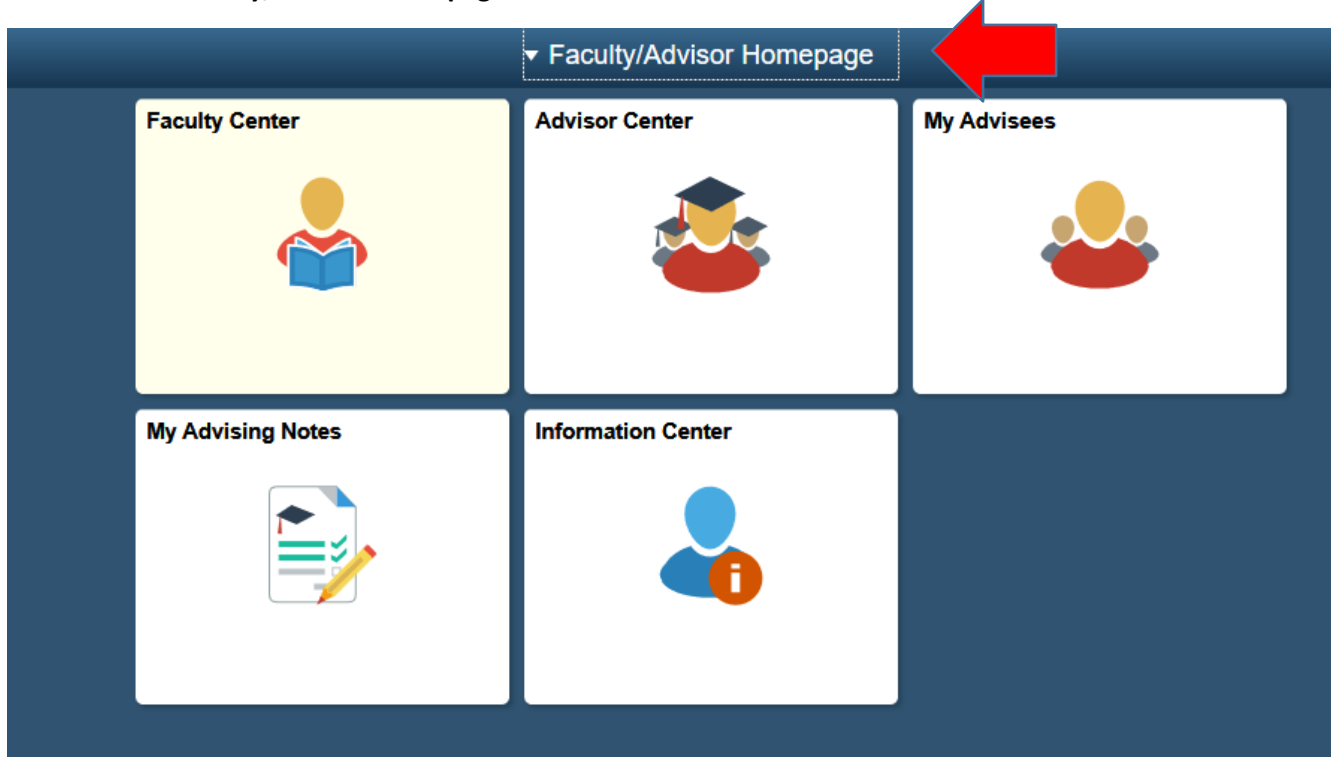 ▾ Faculty/Advisor Homepage
Faculty Center
Advisor Center
My Advisees
My Advising Notes
Information Center
i